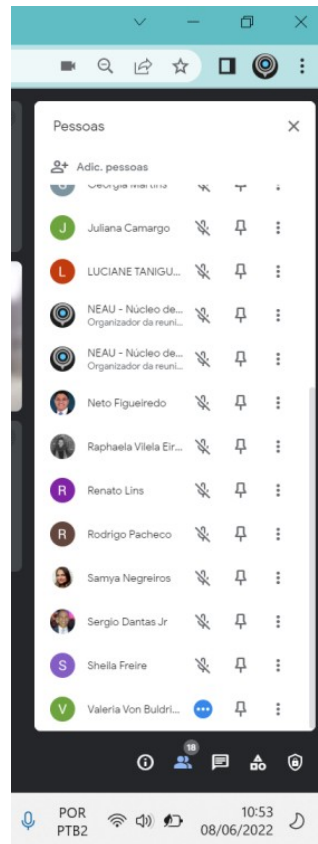 Pessoas
Adic. pessoas
Georgia Martins
J Juliana Camargo
L LUCIANE TANIGU...
NEAU - Núcleo de...
Organizador da reuni...
NEAU - Núcleo de...
Organizador da reuni...
Neto Figueiredo
Raphaela Vilela Eir...
R Renato Lins
R Rodrigo Pacheco
Samya Negreiros
Sergio Dantas Jr
S Sheila Freire
V Valeria Von Buldri...
18
POR 10:53
PTB2 08/06/2022